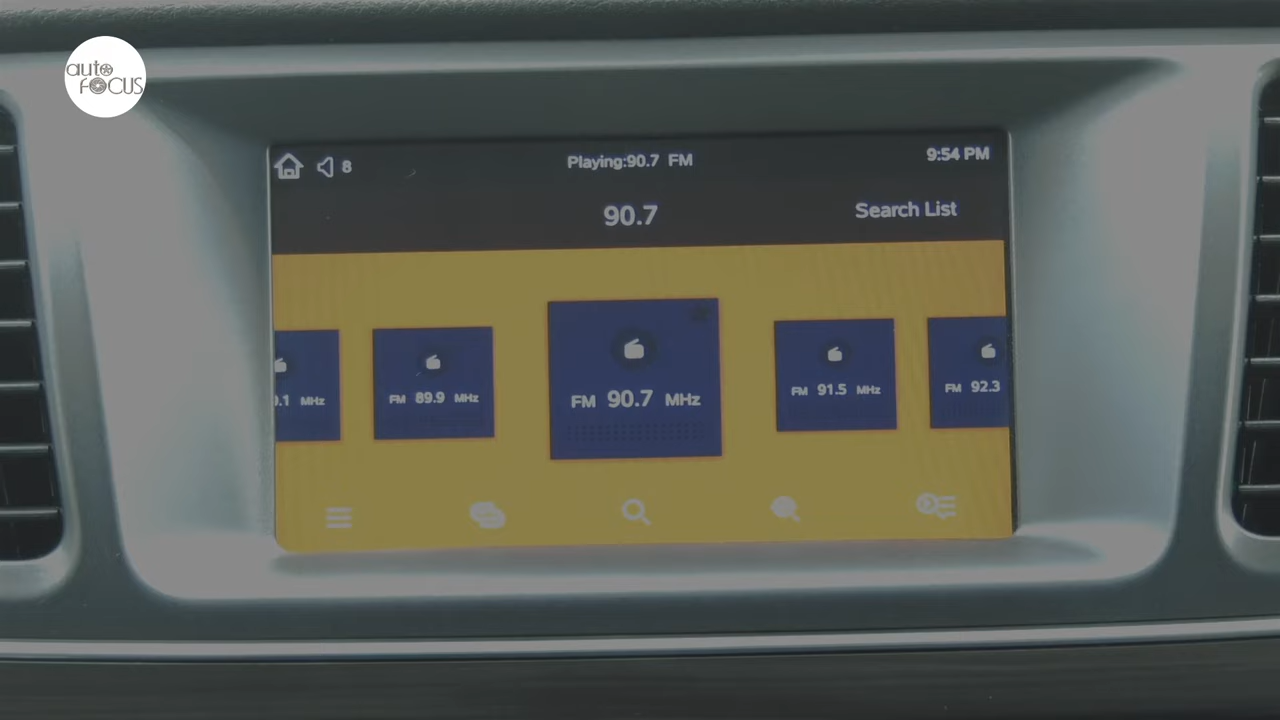 auto
FOCUS
8
Playing:90.7 FM
9:54 PM
90.7
Search List
.1 MHz
FM 89.9 MHz
FM 90.7 MHz
FM 91.5 MHz
FM 92.3